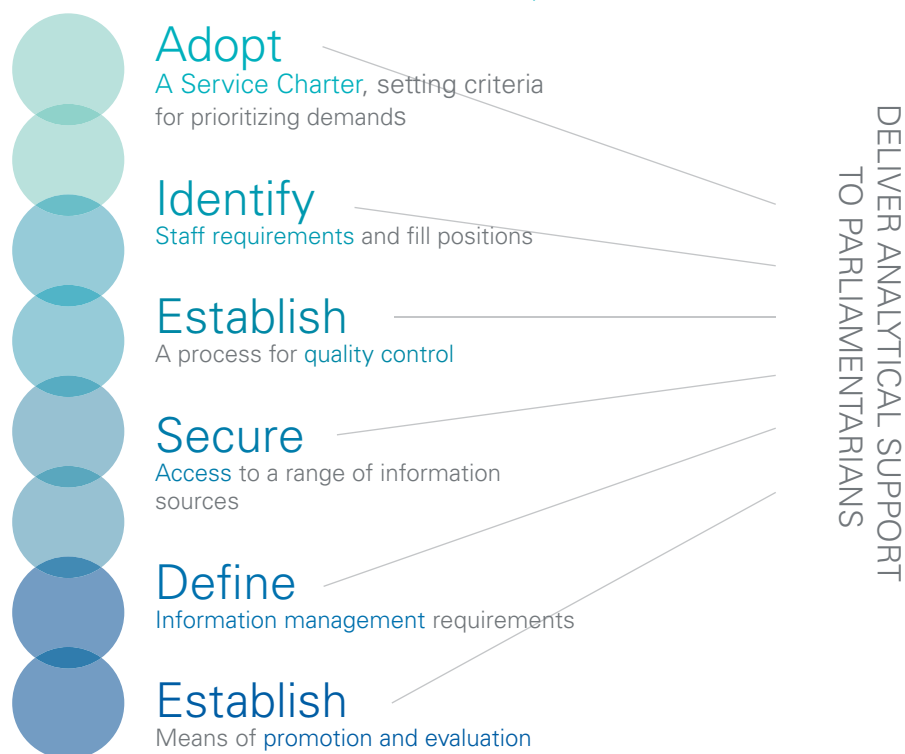 Adopt
A Service Charter, setting criteria
for prioritizing demands
Identify
Staff requirements and fill positions
Establish
A process for quality control
Secure
Access to a range of information
sources
Define
Information management requirements
Establish
Means of promotion and evaluation
DELIVER ANALYTICAL SUPPORT
TO PARLIAMENTARIANS